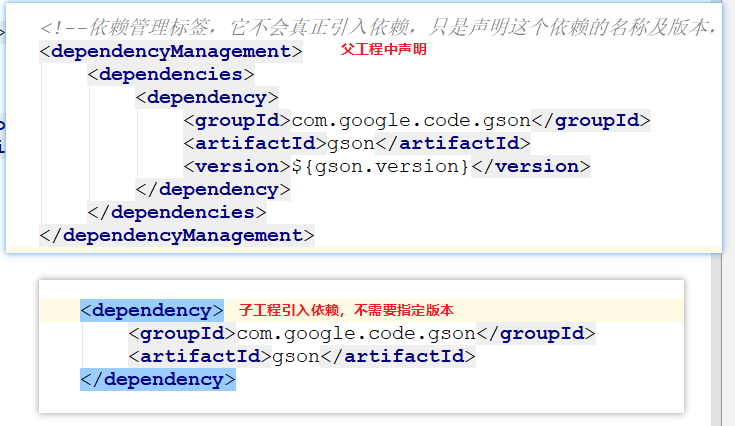 <!--依赖管理标签，它不会真正引入依赖，只是声明这个依赖的名称及版本，
<dependencyManagement> 父工程中声明
<dependencies>
<dependency>
<groupId>com.google.code.gson</groupId>
<artifactId>gson</artifactId>
<version>${gson.version}</version>
</dependency>
</dependencies>
</dependencyManagement>
<dependency> 子工程引入依赖，不需要指定版本
<groupId>com.google.code.gson</groupId>
<artifactId>gson</artifactId>
</dependency>